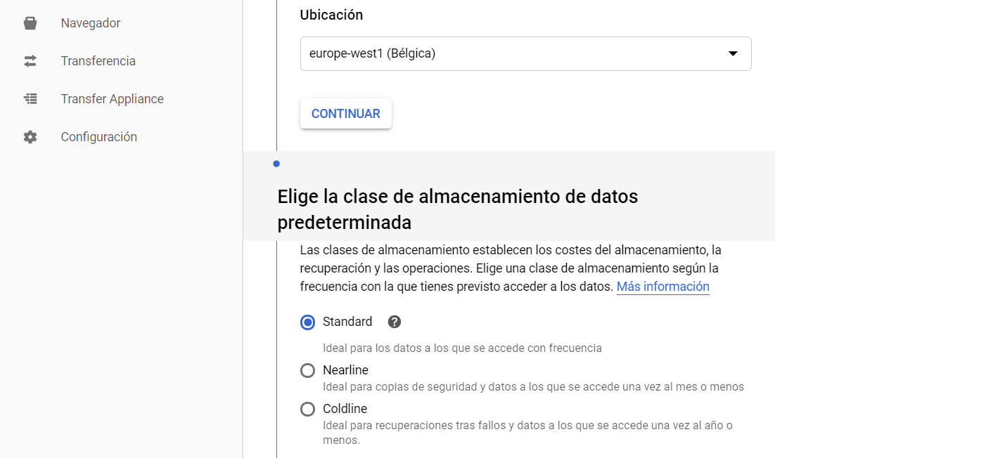 Navegador
Transferencia
Transfer Appliance
Configuración
Ubicación
europe-west1 (Bélgica)
CONTINUAR
Elige la clase de almacenamiento de datos
predeterminada
Las clases de almacenamiento establecen los costes del almacenamiento, la
recuperación y las operaciones. Elige una clase de almacenamiento según la
frecuencia con la que tienes previsto acceder a los datos. Más información
Standard
Ideal para los datos a los que se accede con frecuencia
Nearline
Ideal para copias de seguridad y datos a los que se accede una vez al mes o menos
Coldline
Ideal para recuperaciones tras fallos y datos a los que se accede una vez al año o
menos.